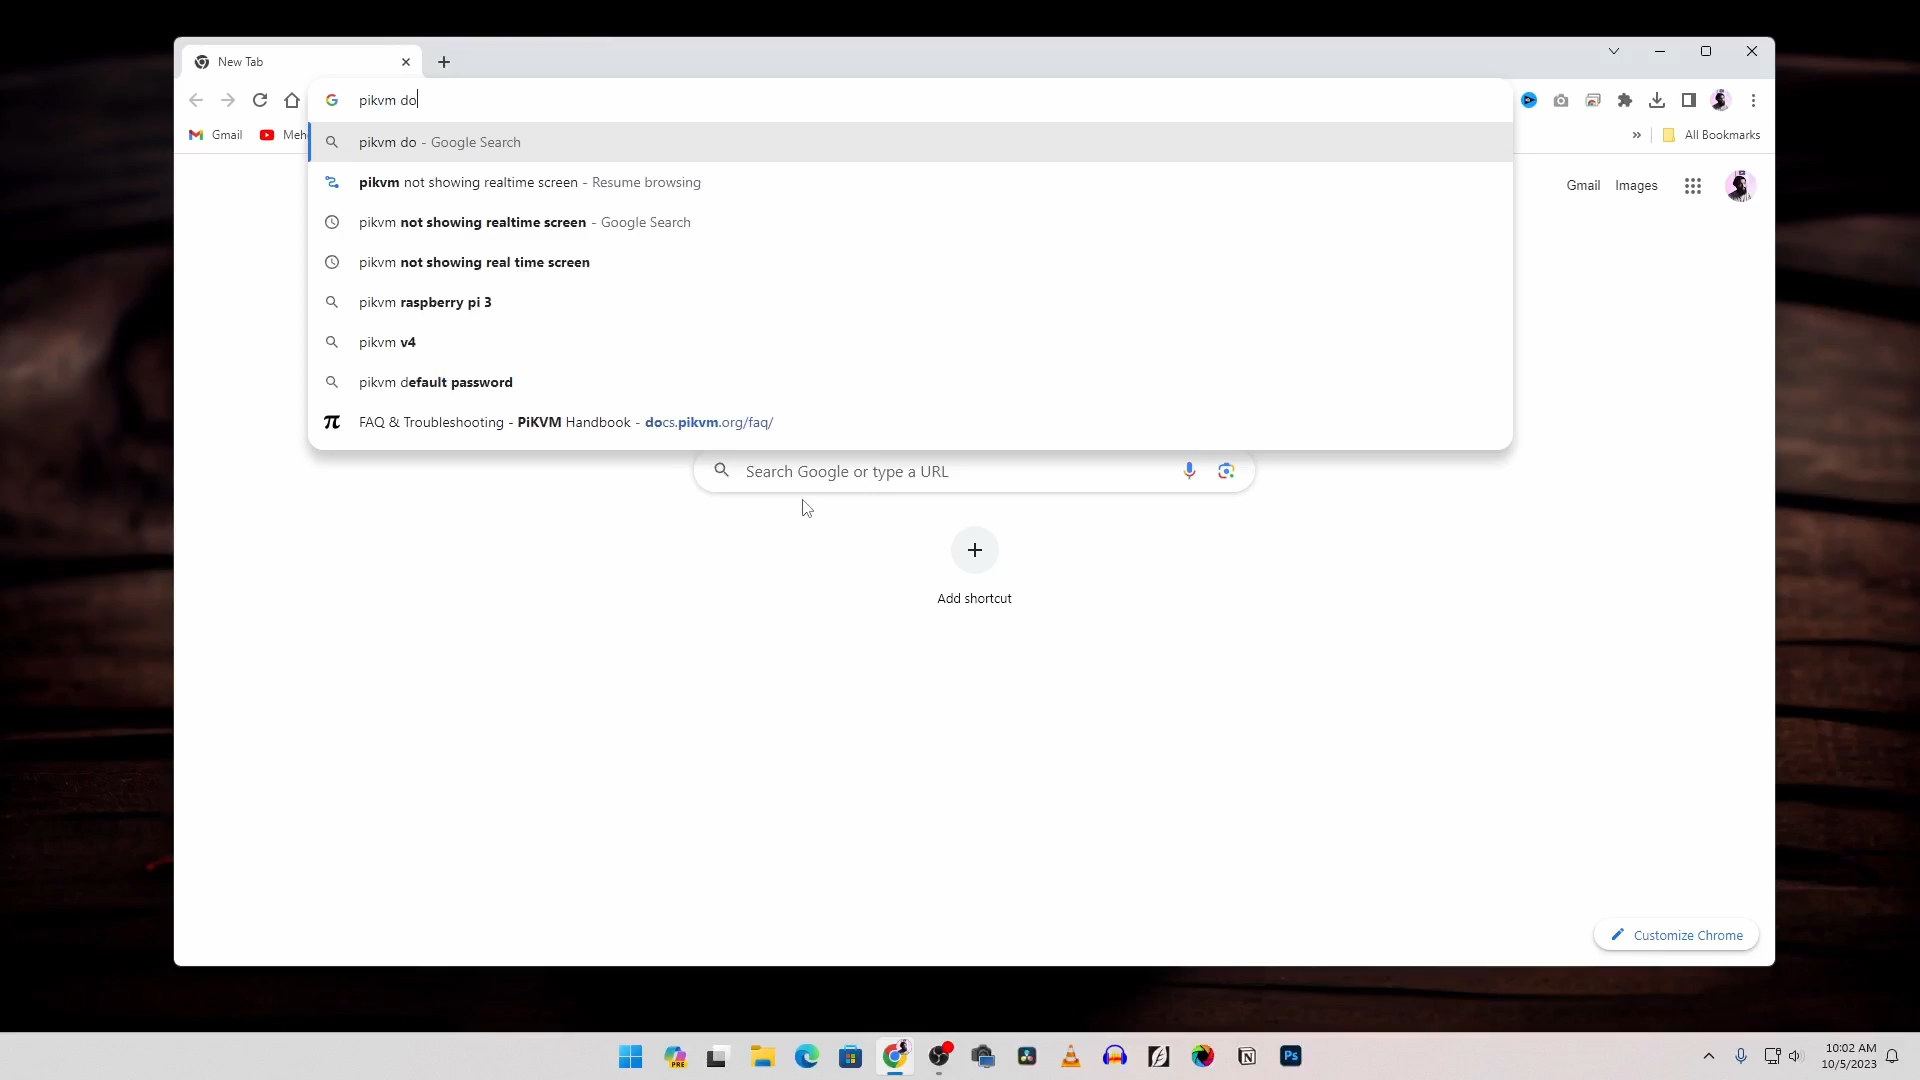 New Tab
pikvm do
Gmail
Meh
All Bookmarks
pikvm do - Google Search
pikvm not showing realtime screen - Resume browsing
Gmail Images
pikvm not showing realtime screen - Google Search
pikvm not showing real time screen
pikvm raspberry pi 3
pikvm v4
pikvm default password
FAQ & Troubleshooting - PiKVM Handbook - docs.pikvm.org/faq/
Search Google or type a URL
Add shortcut
Customize Chrome
PRE
Ps
10:02 AM
10/5/2023